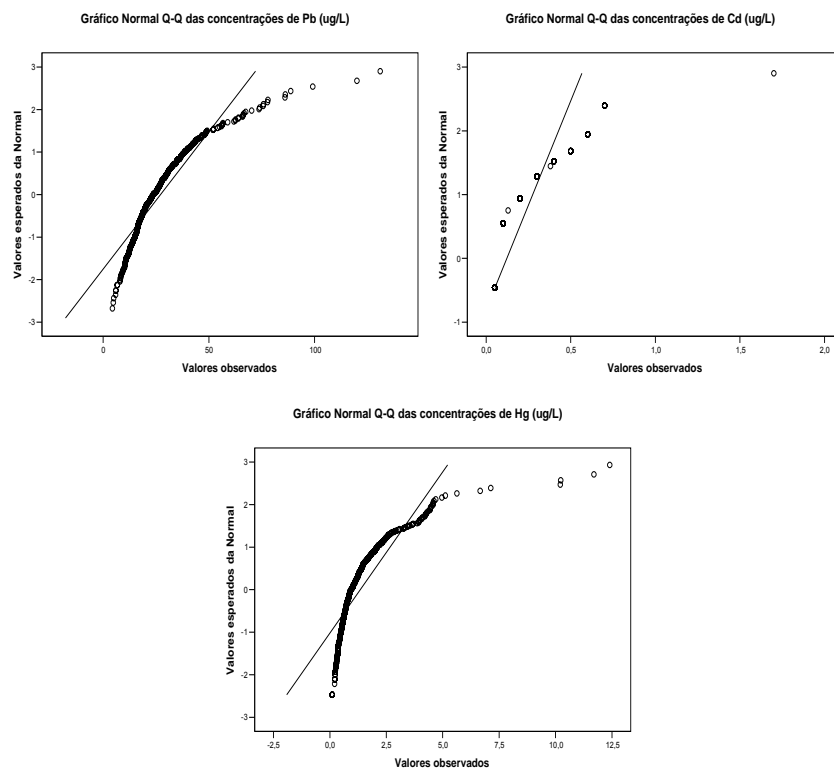 Gráfico Normal Q-Q das concentrações de Pb (ug/L)
Valores esperados da Normal
3
2
1
0
-1
-2
-3
0 50 100
Valores observados
Gráfico Normal Q-Q das concentrações de Cd (ug/L)
Valores esperados da Normal
3
2
1
0
-1
0,0 0,5 1,0 1,5 2,0
Valores observados
Gráfico Normal Q-Q das concentrações de Hg (ug/L)
Valores esperados da Normal
3
2
1
0
-1
-2
-3
-2,5 0,0 2,5 5,0 7,5 10,0 12,5
Valores observados